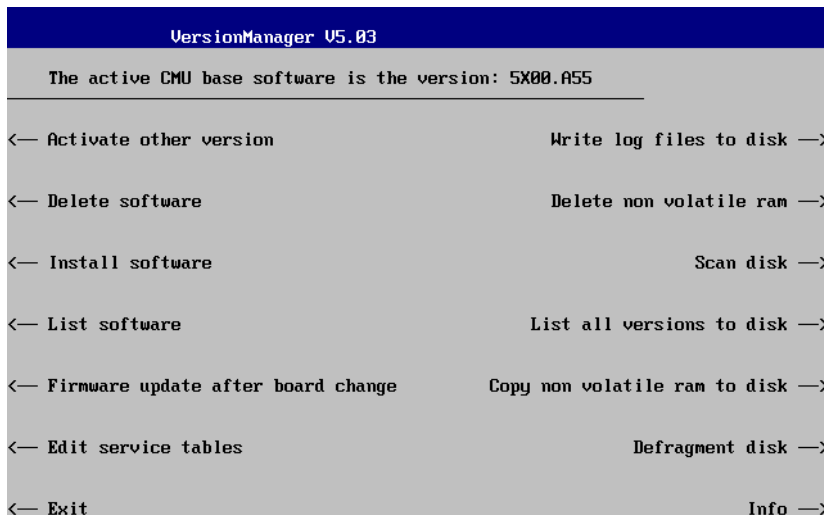 VersionManager V5.03
The active CMU base software is the version: 5X00.A55
<— Activate other version Write log files to disk —>
<— Delete software Delete non volatile ram —>
<— Install software Scan disk —>
<— List software List all versions to disk —>
<— Firmware update after board change Copy non volatile ram to disk —>
<— Edit service tables Defragment disk —>
<— Exit Info —>